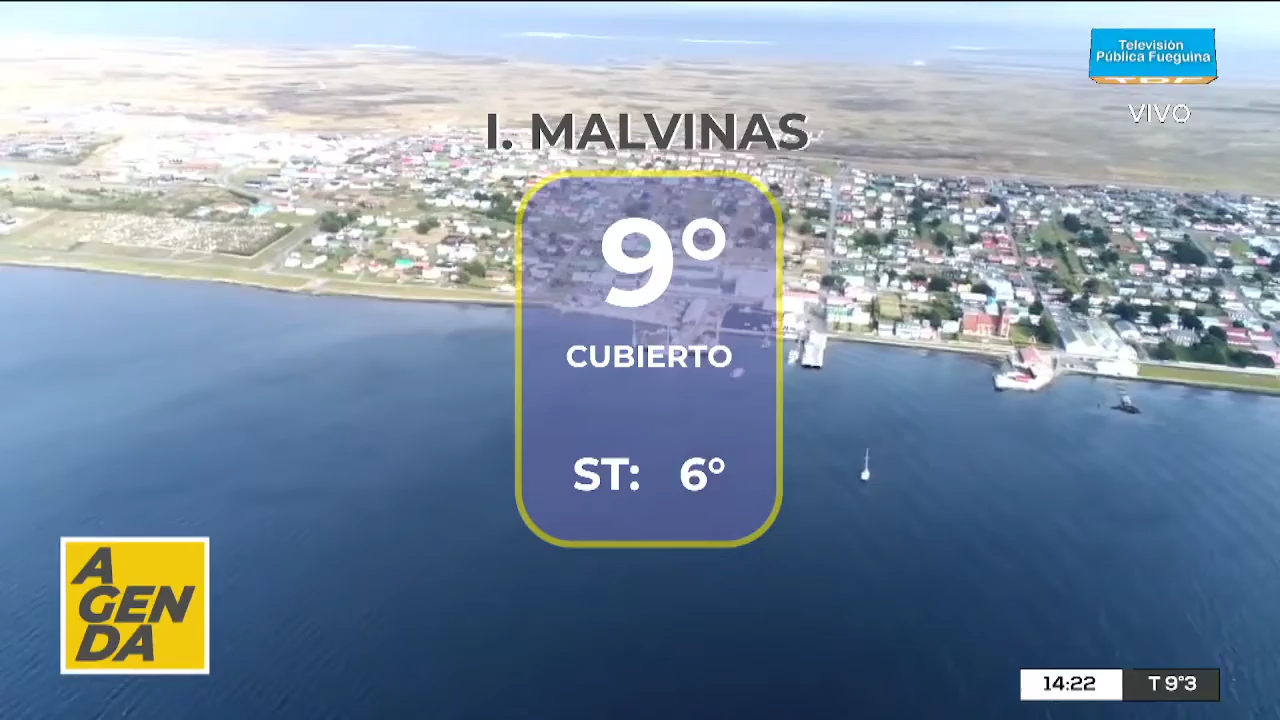 Televisión
Pública Fueguina
VIVO
I. MALVINAS
9°
CUBIERTO
ST: 6°
A
GEN
DA
14:22 T 9°3